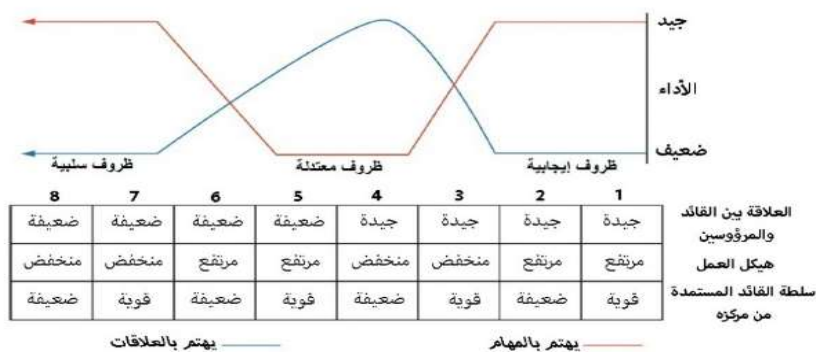 جيد
الأداء
ضعيف
ظروف إيجابية ظروف معتدلة ظروف سلبية
1 2 3 4 5 6 7 8
العلاقة بين القائد والمرؤوسين جيدة جيدة جيدة جيدة ضعيفة ضعيفة ضعيفة ضعيفة
هيكل العمل مرتفع مرتفع منخفض منخفض مرتفع مرتفع منخفض منخفض
سلطة القائد المستمدة من مركزه قوية ضعيفة قوية ضعيفة قوية ضعيفة قوية ضعيفة
يهتم بالمهام يهتم بالعلاقات